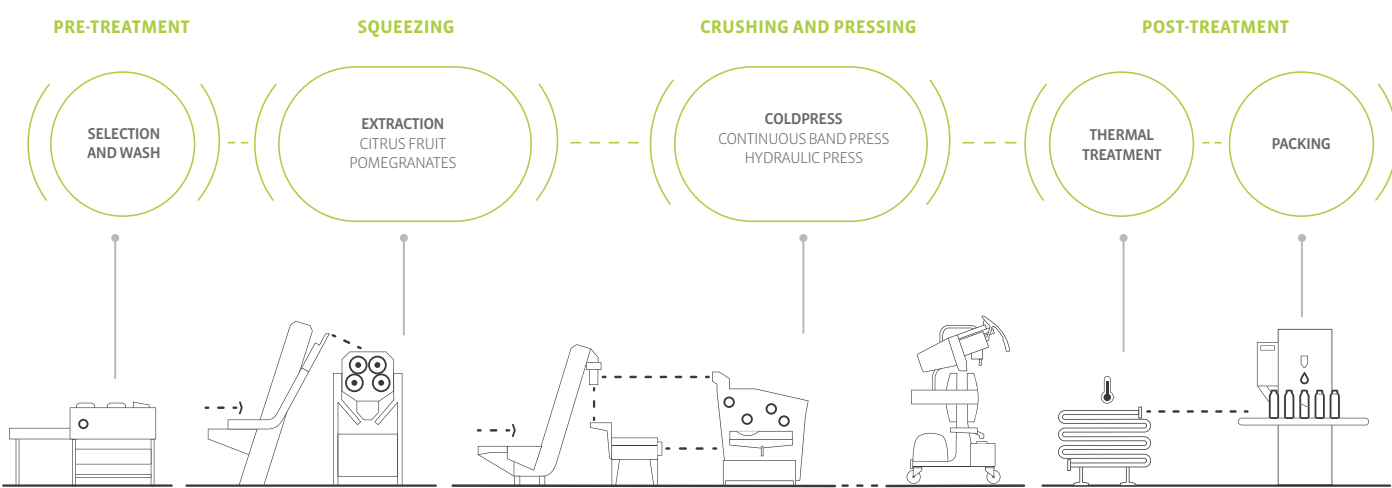 PRE-TREATMENT
SQUEEZING
CRUSHING AND PRESSING
POST-TREATMENT
SELECTION
AND WASH
EXTRACTION
CITRUS FRUIT
POMEGRANATES
COLDPRESS
CONTINUOUS BAND PRESS
HYDRAULIC PRESS
THERMAL
TREATMENT
PACKING